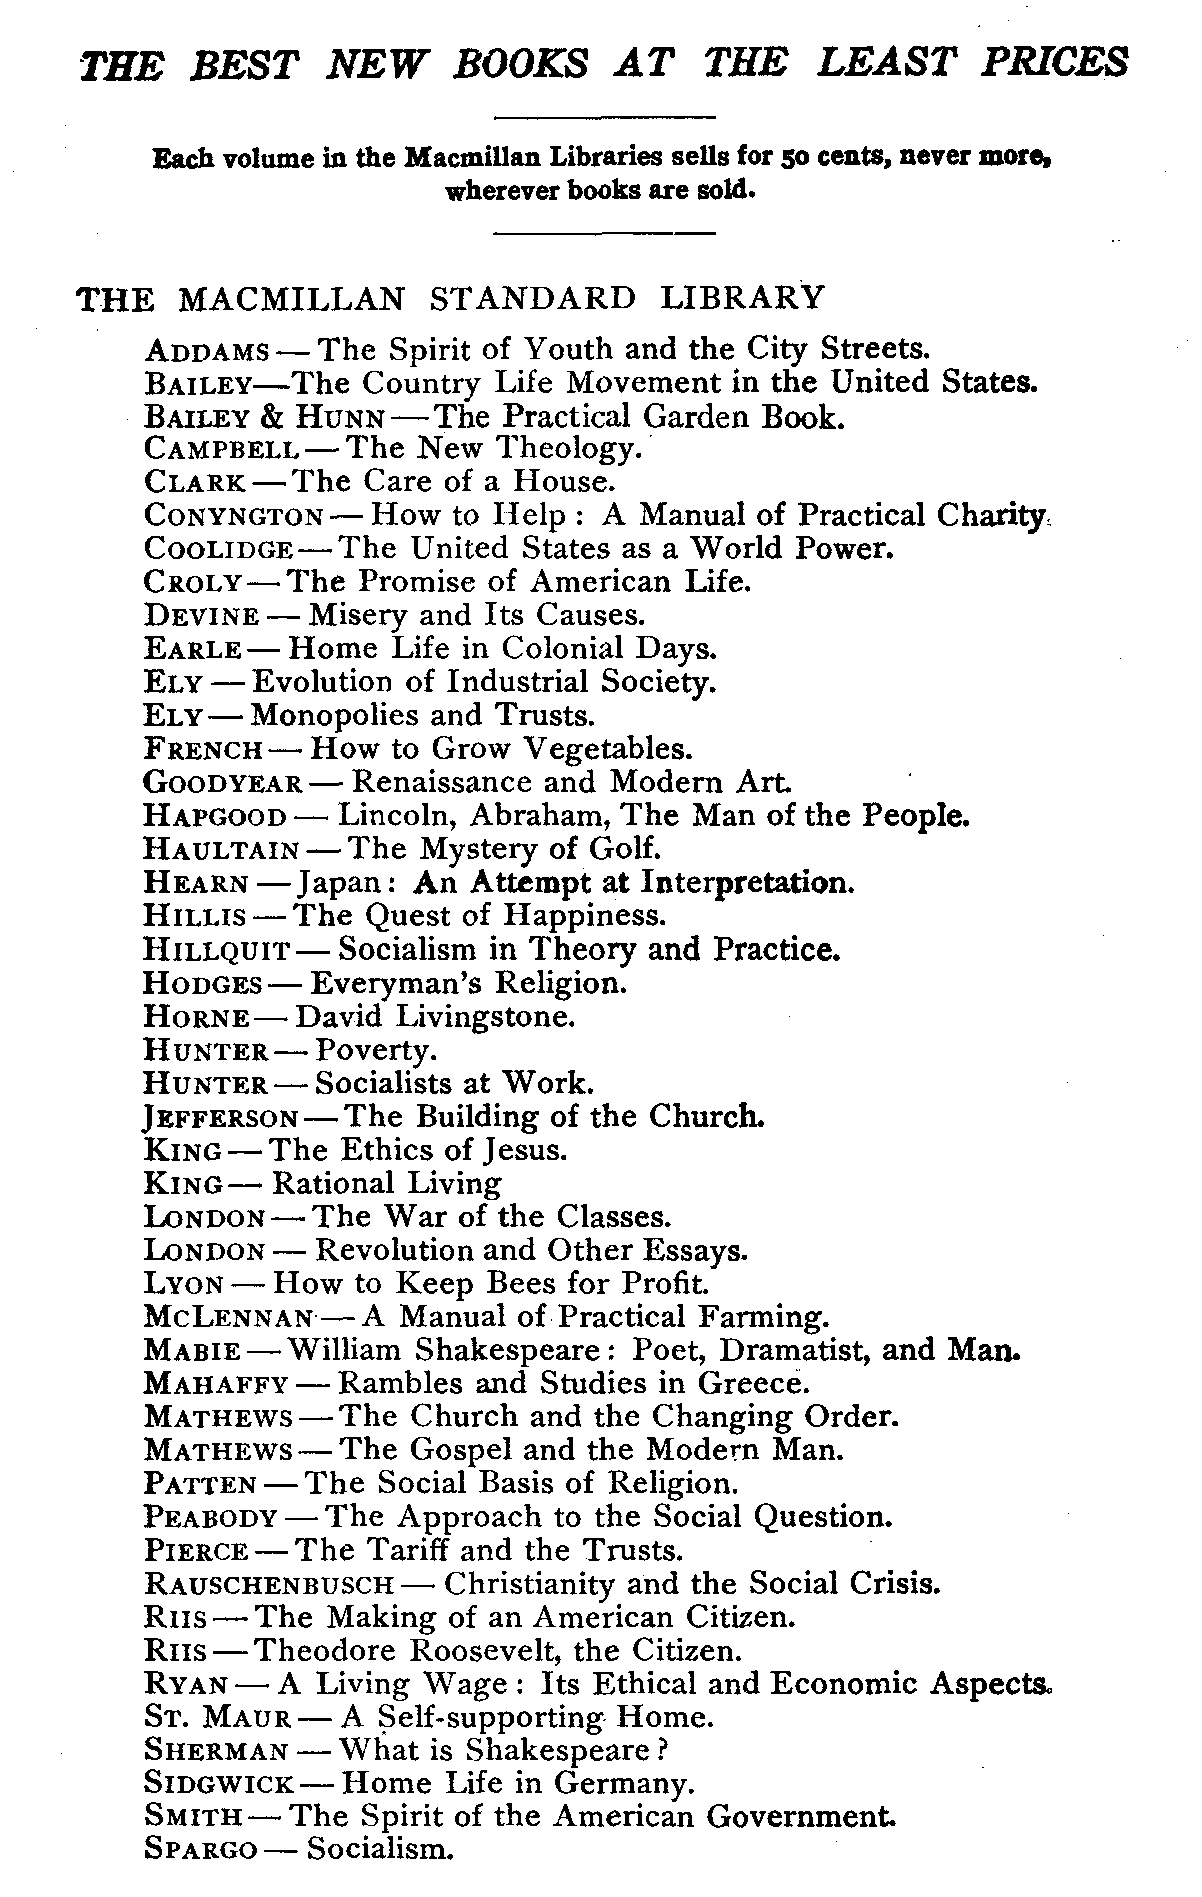 THE BEST NEW BOOKS AT THE LEAST PRICES
Each volume in the Macmillan Libraries sells for 50 cents, never more,
wherever books are sold.
THE MACMILLAN STANDARD LIBRARY
ADDAMS — The Spirit of Youth and the City Streets.
BAILEY—The Country Life Movement in the United States.
BAILEY & HUNN—The Practical Garden Book.
CAMPBELL—The New Theology.
CLARK—The Care of a House.
CONYNGTON—How to Help : A Manual of Practical Charity.
COOLIDGE—The United States as a World Power.
CROLY—The Promise of American Life.
DEVINE — Misery and Its Causes.
EARLE— Home Life in Colonial Days.
ELY — Evolution of Industrial Society.
ELY— Monopolies and Trusts.
FRENCH— How to Grow Vegetables.
GOODYEAR — Renaissance and Modern Art.
HAPGOOD — Lincoln, Abraham, The Man of the People.
HAULTAIN — The Mystery of Golf.
HEARN — Japan : An Attempt at Interpretation.
HILLIS — The Quest of Happiness.
HILLQUIT— Socialism in Theory and Practice.
HODGES— Everyman's Religion.
HORNE— David Livingstone.
HUNTER— Poverty.
HUNTER— Socialists at Work.
JEFFERSON—The Building of the Church.
KING—The Ethics of Jesus.
KING— Rational Living
LONDON—The War of the Classes.
LONDON — Revolution and Other Essays.
LYON — How to Keep Bees for Profit.
MCLENNAN— A Manual of Practical Farming.
MABIE—William Shakespeare : Poet, Dramatist, and Man.
MAHAFFY — Rambles and Studies in Greece.
MATHEWS—The Church and the Changing Order.
MATHEWS— The Gospel and the Modern Man.
PATTEN — The Social Basis of Religion.
PEABODY — The Approach to the Social Question.
PIERCE—The Tariff and the Trusts.
RAUSCHENBUSCH— Christianity and the Social Crisis.
RIIS—The Making of an American Citizen.
RIIS—Theodore Roosevelt, the Citizen.
RYAN— A Living Wage : Its Ethical and Economic Aspects.
ST. MAUR— A Self-supporting Home.
SHERMAN — What is Shakespeare ?
SIDGWICK— Home Life in Germany.
SMITH— The Spirit of the American Government.
SPARGO— Socialism.